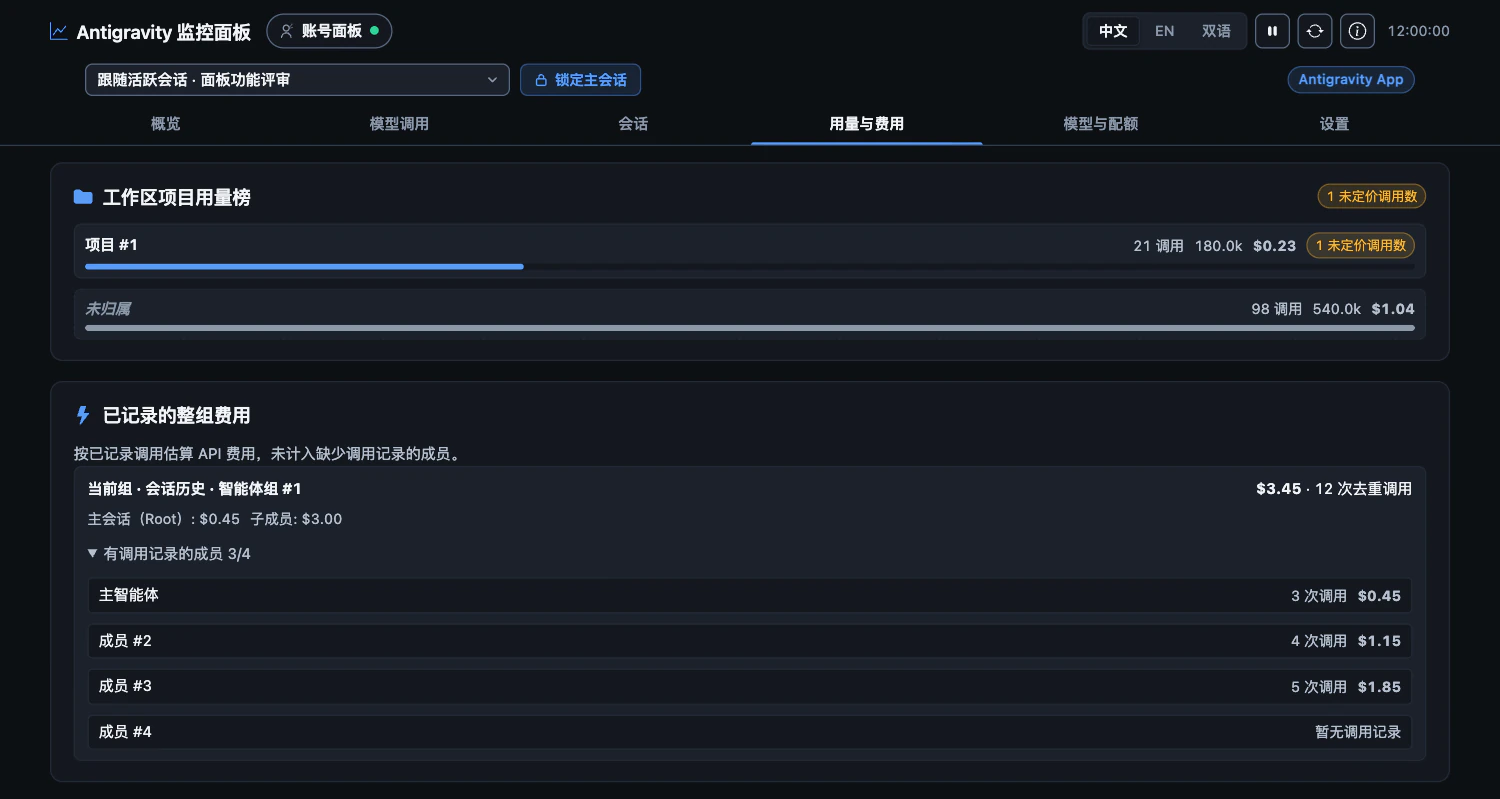 Antigravity 监控面板 账号面板 中文 EN 双语 12:00:00
跟随活跃会话 · 面板功能评审 锁定主会话 Antigravity App
概览 模型调用 会话 用量与费用 模型与配额 设置
工作区项目用量榜 1 未定价调用数
项目 #1 21 调用 180.0k $0.23 1 未定价调用数
未归属 98 调用 540.0k $1.04
已记录的整组费用
按已记录调用估算 API 费用，未计入缺少调用记录的成员。
当前组 · 会话历史 · 智能体组 #1 $3.45 · 12 次去重调用
主会话（Root）: $0.45 子成员: $3.00
▼ 有调用记录的成员 3/4
主智能体 3 次调用 $0.45
成员 #2 4 次调用 $1.15
成员 #3 5 次调用 $1.85
成员 #4 暂无调用记录